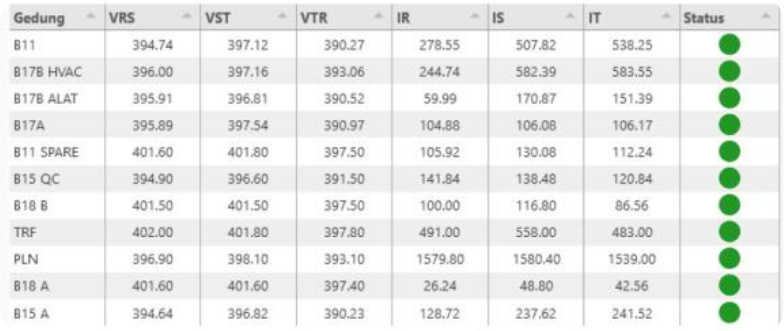 Gedung VRS VST VTR IR IS IT Status
B11 394.74 397.12 390.27 278.55 507.82 538.25
B17B HVAC 396.00 397.16 393.06 244.74 582.39 583.55
B17B ALAT 395.91 396.81 390.52 59.99 170.87 151.39
B17A 395.89 397.54 390.97 104.88 106.08 106.17
B11 SPARE 401.60 401.80 397.50 105.92 130.08 112.24
B15 QC 394.90 396.60 391.50 141.84 138.48 120.84
B18 B 401.50 401.50 397.50 100.00 116.80 86.56
TRF 402.00 401.80 397.80 491.00 558.00 483.00
PLN 396.90 398.10 393.10 1579.80 1580.40 1539.00
B18 A 401.60 401.60 397.40 26.24 48.80 42.56
B15 A 394.64 396.82 390.23 128.72 237.62 241.52